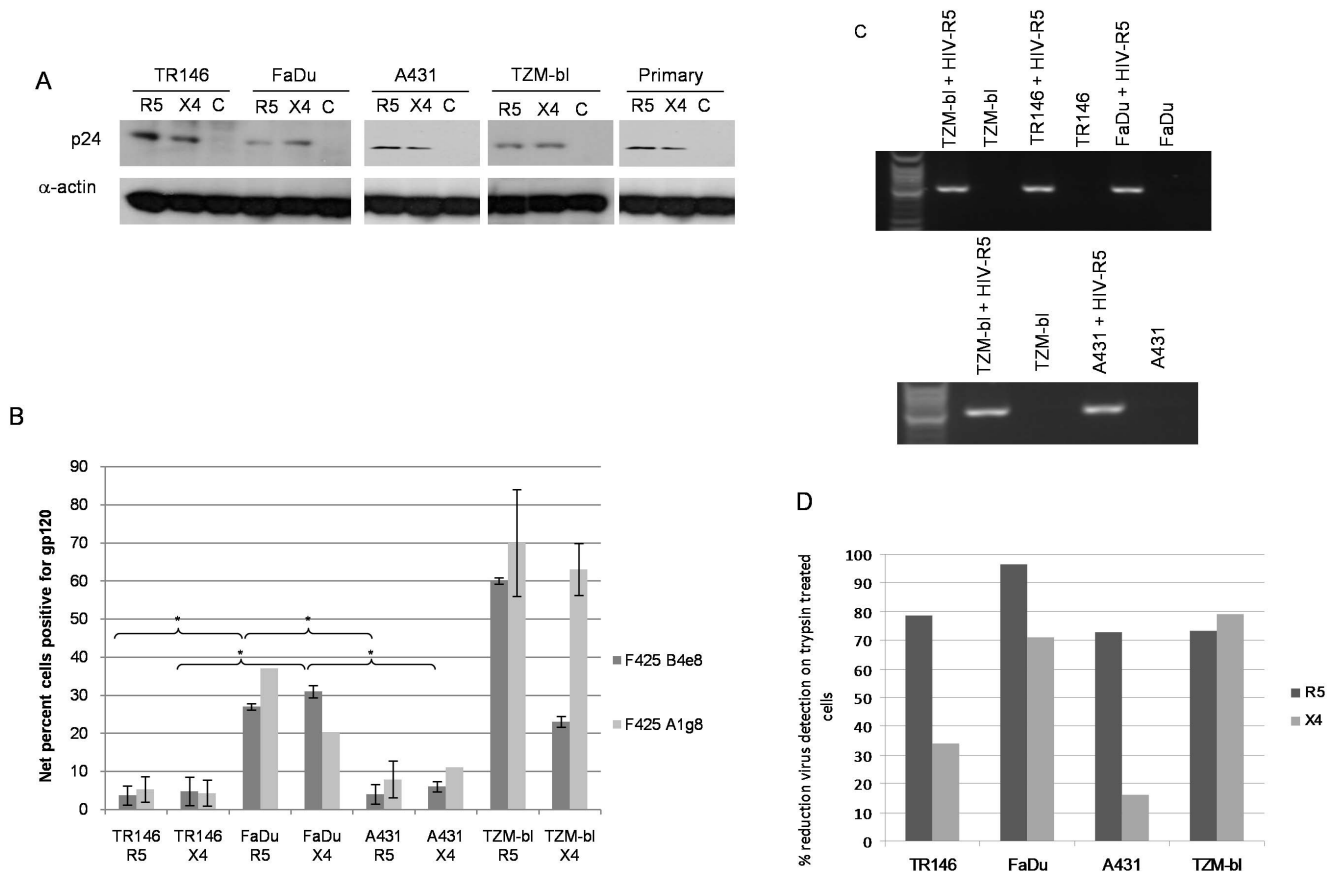 A
TR146 FaDu A431 TZM-bl Primary
R5 X4 C R5 X4 C R5 X4 C R5 X4 C R5 X4 C
p24
α-actin
C
TZM-bl + HIV-R5
TZM-bl
TR146 + HIV-R5
TR146
FaDu + HIV-R5
FaDu
TZM-bl + HIV-R5
TZM-bl
A431 + HIV-R5
A431
B
Net percent cells positive for gp120
90
80
70
60
50
40
30
20
10
0
* *
* *
TR146 TR146 FaDu FaDu A431 A431 TZM-bl TZM-bl
R5 X4 R5 X4 R5 X4 R5 X4
F425 B4e8
F425 A1g8
D
% reduction virus detection on trypsin treated
cells
100
90
80
70
60
50
40
30
20
10
0
TR146 FaDu A431 TZM-bl
R5
X4